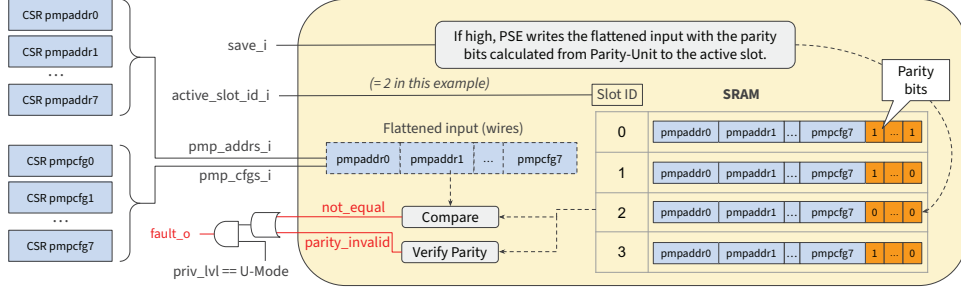 CSR pmpaddr0
CSR pmpaddr1
...
CSR pmpaddr7
CSR pmpcfg0
CSR pmpcfg1
...
CSR pmpcfg7
save_i
If high, PSE writes the flattened input with the parity
bits calculated from Parity-Unit to the active slot.
active_slot_id_i
(= 2 in this example)
Slot ID
SRAM
Parity
bits
pmp_addrs_i
pmp_cfgs_i
Flattened input (wires)
pmpaddr0 pmpaddr1 ... pmpcfg7
0 pmpaddr0 pmpaddr1 ... pmpcfg7 1 ... 1
1 pmpaddr0 pmpaddr1 ... pmpcfg7 1 ... 0
2 pmpaddr0 pmpaddr1 ... pmpcfg7 0 ... 0
3 pmpaddr0 pmpaddr1 ... pmpcfg7 1 ... 0
not_equal
Compare
fault_o
parity_invalid
Verify Parity
priv_lvl == U-Mode